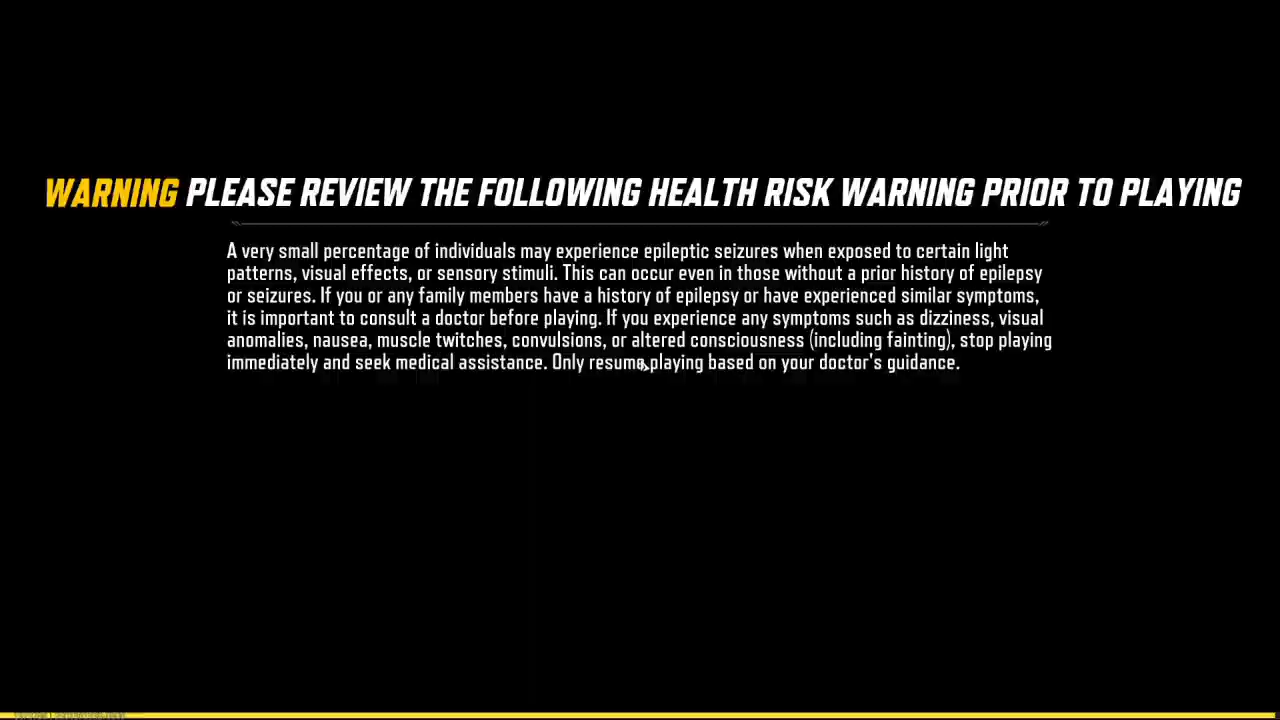 WARNING PLEASE REVIEW THE FOLLOWING HEALTH RISK WARNING PRIOR TO PLAYING
A very small percentage of individuals may experience epileptic seizures when exposed to certain light
patterns, visual effects, or sensory stimuli. This can occur even in those without a prior history of epilepsy
or seizures. If you or any family members have a history of epilepsy or have experienced similar symptoms,
it is important to consult a doctor before playing. If you experience any symptoms such as dizziness, visual
anomalies, nausea, muscle twitches, convulsions, or altered consciousness (including fainting), stop playing
immediately and seek medical assistance. Only resume playing based on your doctor's guidance.